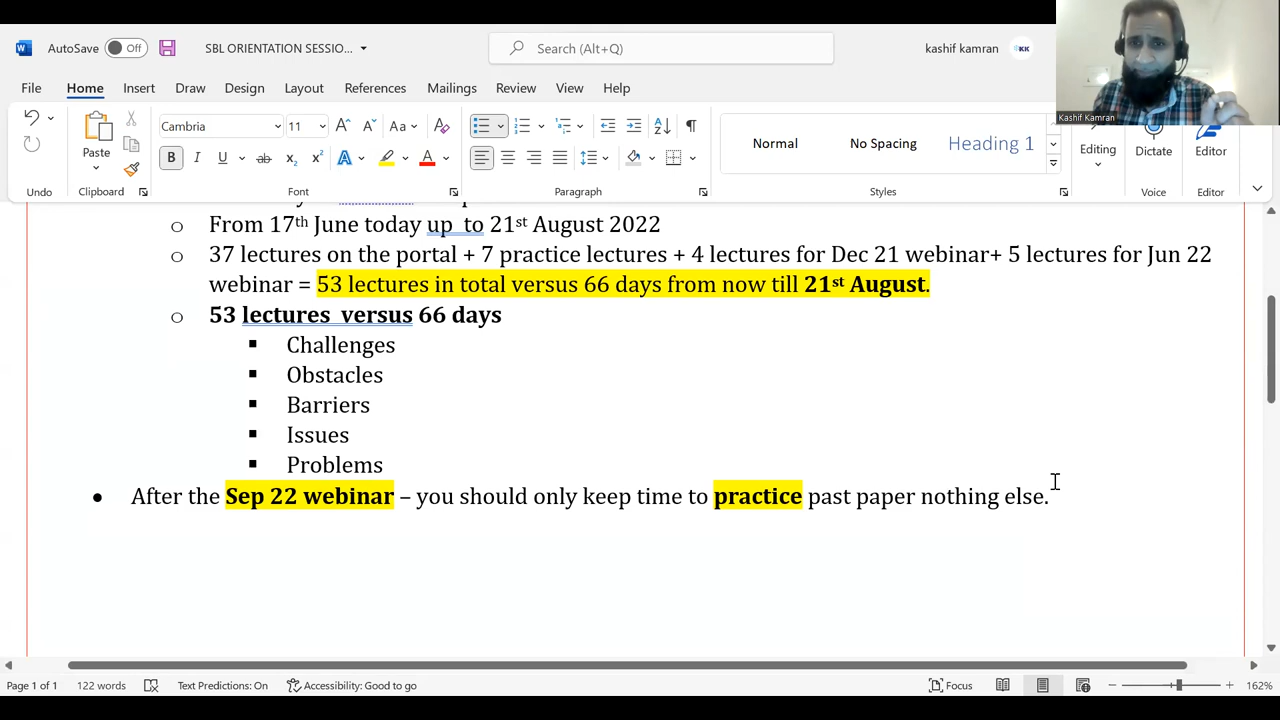 AutoSave Off SBL ORIENTATION SESSIO... Search (Alt+Q) kashif kamran KK
File Home Insert Draw Design Layout References Mailings Review View Help
Kashif Kamran
Cambria 11 Aa A Normal No Spacing Heading 1
Paste B I U ab x₂ x² A A Editing Dictate Editor
Undo Clipboard Font Paragraph Styles Voice Editor
From 17th June today up to 21st August 2022
37 lectures on the portal + 7 practice lectures + 4 lectures for Dec 21 webinar+ 5 lectures for Jun 22
webinar = 53 lectures in total versus 66 days from now till 21st August.
53 lectures versus 66 days
Challenges
Obstacles
Barriers
Issues
Problems
After the Sep 22 webinar – you should only keep time to practice past paper nothing else.
Page 1 of 1 122 words Text Predictions: On Accessibility: Good to go Focus 162%